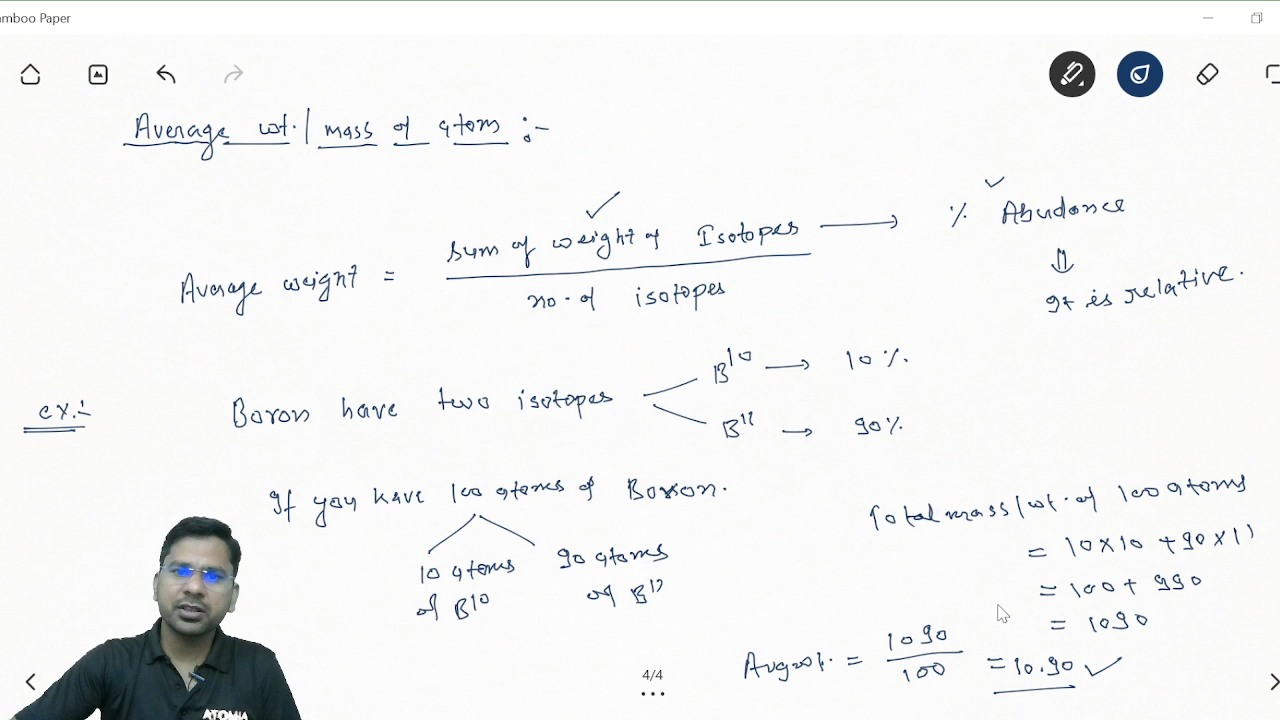 amboo Paper
Average wt./mass of atom :-
Average weight = Sum of weight of Isotopes / no. of isotopes → % Abundance
⇓
It is relative.
ex:- Boron have two isotopes
B¹⁰ → 10 %.
B¹¹ → 90 %.
If you have 100 atoms of Boron.
10 atoms of B¹⁰
90 atoms of B¹¹
Total mass/wt. of 100 atoms
= 10×10 + 90×11
= 100 + 990
= 1090
Avg wt. = 1090 / 100 = 10.90 ✓
4/4
ATOMIA